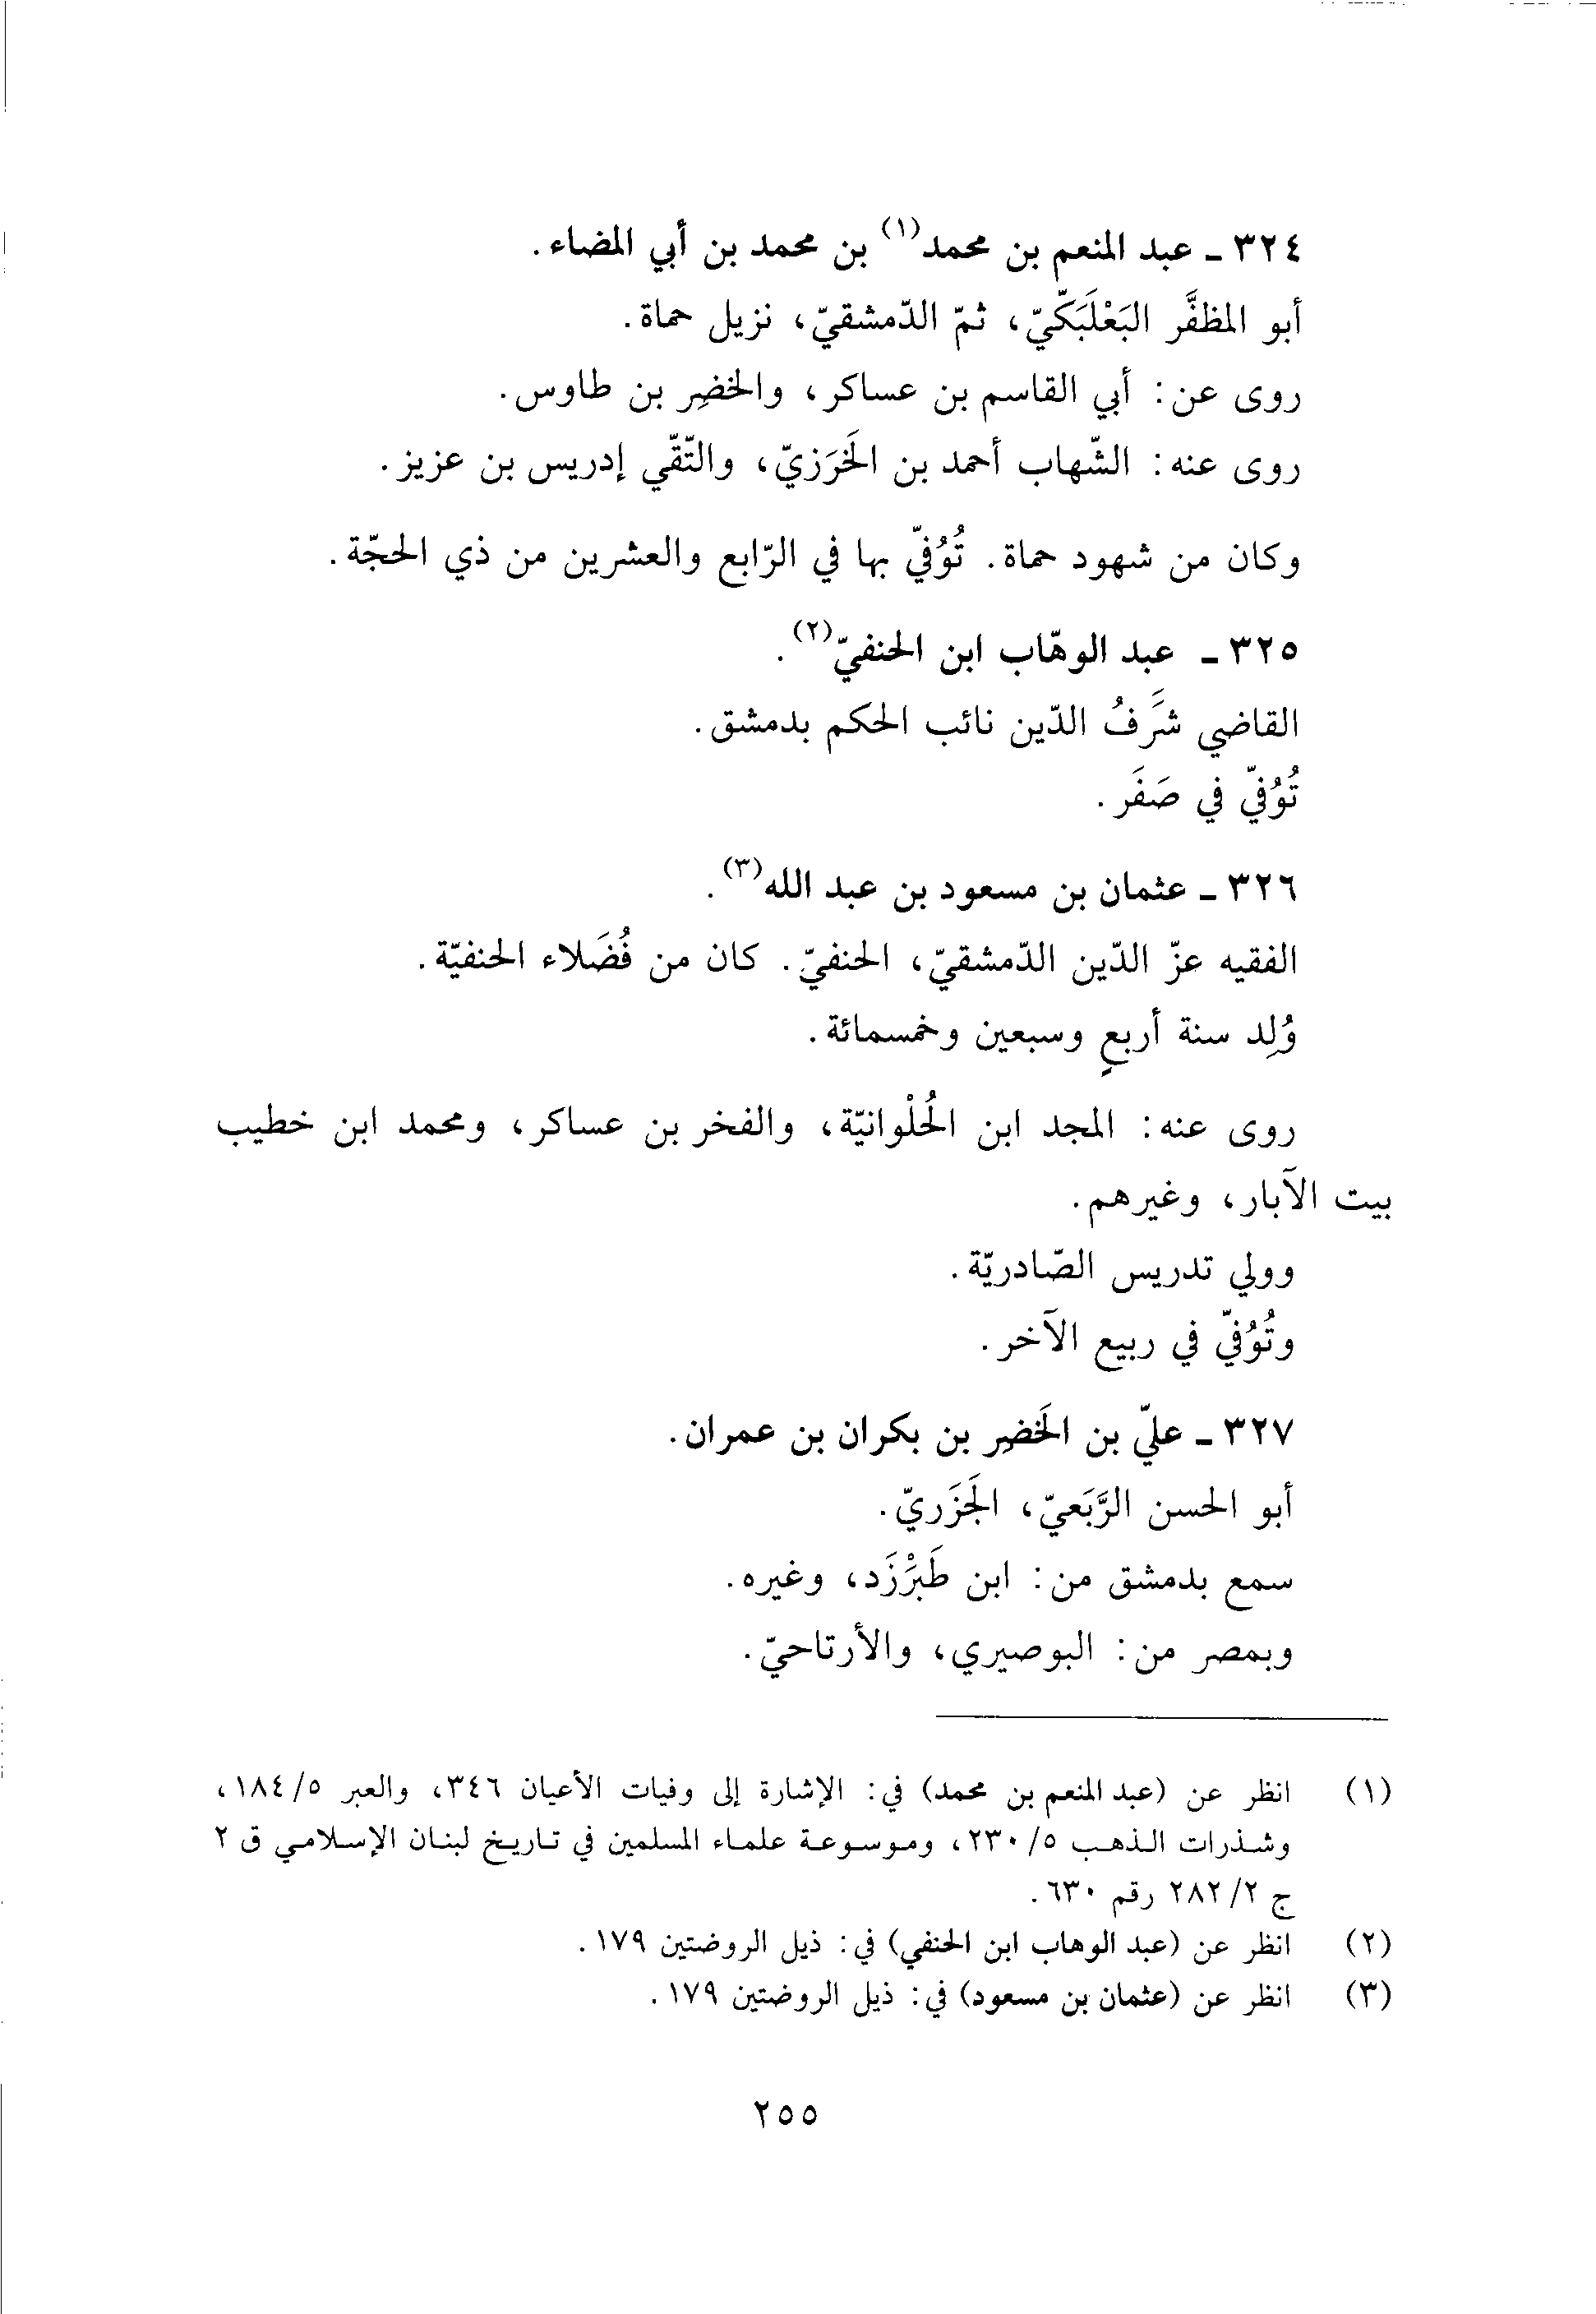 ٣٢٤ ـ عبد المنعم بن محمد(١) بن محمد بن أبي المضاء.
أبو المظفَّر البَعْلَبَكّيّ، ثمّ الدّمشقيّ، نزيل حماة.
روى عن: أبي القاسم بن عساكر، والخضِر بن طاوس.
روى عنه: الشّهاب أحمد بن الخَرَزيّ، والتّقّي إدريس بن عزيز.
وكان من شهود حماة. تُوُفّي بها في الرّابع والعشرين من ذي الحجّة.
٣٢٥ ـ عبد الوهّاب ابن الحنفيّ(٢).
القاضي شَرَفُ الدّين نائب الحكم بدمشق.
تُوُفّي في صَفَر.
٣٢٦ ـ عثمان بن مسعود بن عبد الله(٣).
الفقيه عزّ الدّين الدّمشقيّ، الحنفيّ. كان من فُضَلاء الحنفيّة.
وُلِد سنة أربعٍ وسبعين وخمسمائة.
روى عنه: المجد ابن الحُلْوانيّة، والفخر بن عساكر، ومحمد ابن خطيب
بيت الآبار، وغيرهم.
وولي تدريس الصّادريّة.
وتُوُفّي في ربيع الآخر.
٣٢٧ ـ عليّ بن الخَضِر بن بكران بن عمران.
أبو الحسن الرَّبَعيّ، الجَزَريّ.
سمع بدمشق من: ابن طَبَرْزَد، وغيره.
وبمصر من: البوصيري، والأرتاحيّ.
(١) انظر عن (عبد المنعم بن محمد) في: الإشارة إلى وفيات الأعيان ٣٤٦، والعبر ٥/١٨٤،
وشذرات الذهب ٥/٢٣٠، وموسوعة علماء المسلمين في تاريخ لبنان الإسلامي ق ٢
ج ٢/٢٨٢ رقم ٦٣٠.
(٢) انظر عن (عبد الوهاب ابن الحنفي) في: ذيل الروضتين ١٧٩.
(٣) انظر عن (عثمان بن مسعود) في: ذيل الروضتين ١٧٩.
٢٥٥